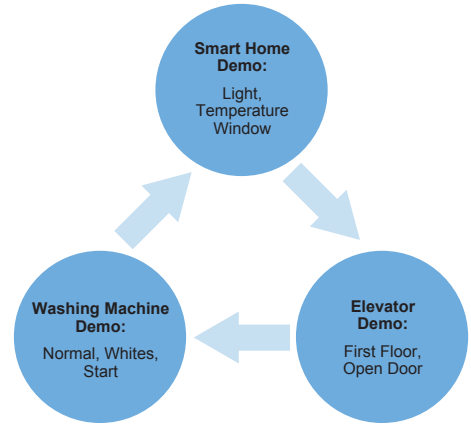 Smart Home
Demo:
Light,
Temperature
Window
Washing Machine
Demo:
Normal, Whites,
Start
Elevator
Demo:
First Floor,
Open Door